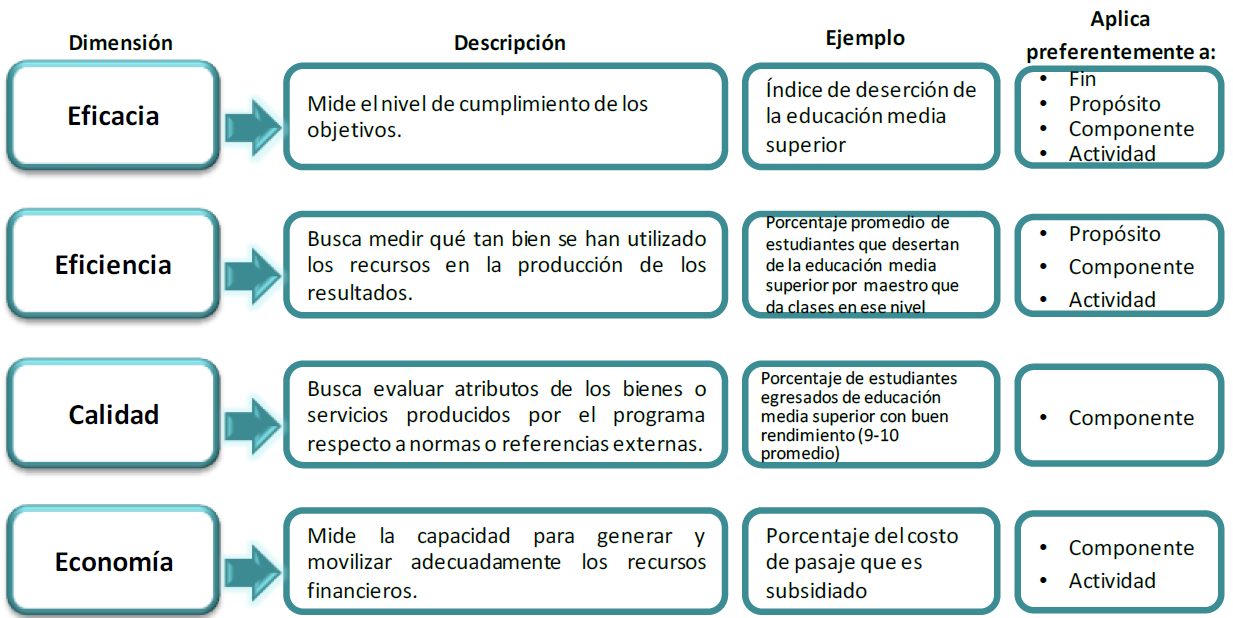 Dimensión
Descripción
Ejemplo
Aplica
preferentemente a:
Eficacia
Mide el nivel de cumplimiento de los
objetivos.
Índice de deserción de
la educación media
superior
• Fin
• Propósito
• Componente
• Actividad
Eficiencia
Busca medir qué tan bien se han utilizado
los recursos en la producción de los
resultados.
Porcentaje promedio de
estudiantes que desertan
de la educación media
superior por maestro que
da clases en ese nivel
• Propósito
• Componente
• Actividad
Calidad
Busca evaluar atributos de los bienes o
servicios producidos por el programa
respecto a normas o referencias externas.
Porcentaje de estudiantes
egresados de educación
media superior con buen
rendimiento (9-10
promedio)
• Componente
Economía
Mide la capacidad para generar y
movilizar adecuadamente los recursos
financieros.
Porcentaje del costo
de pasaje que es
subsidiado
• Componente
• Actividad